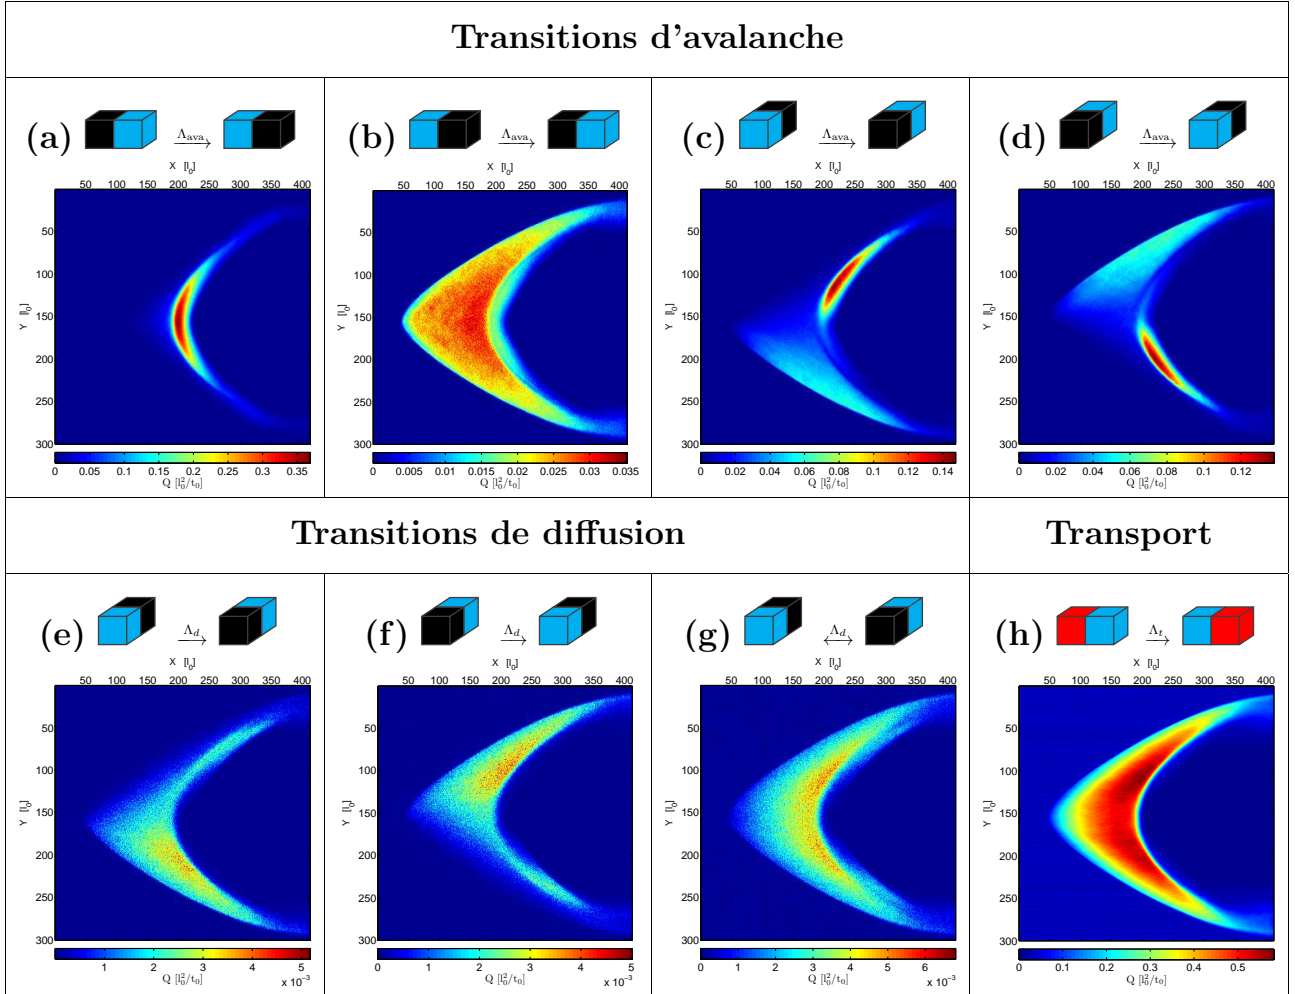 Transitions d'avalanche
(a) Λava
X [l0]
50 100 150 200 250 300 350 400
Y [l0]
50
100
150
200
250
300
0 0.05 0.1 0.15 0.2 0.25 0.3 0.35
Q [l0²/t0]
(b) Λava
X [l0]
50 100 150 200 250 300 350 400
Y [l0]
50
100
150
200
250
300
0 0.005 0.01 0.015 0.02 0.025 0.03 0.035
Q [l0²/t0]
(c) Λava
X [l0]
50 100 150 200 250 300 350 400
Y [l0]
50
100
150
200
250
300
0 0.02 0.04 0.06 0.08 0.1 0.12 0.14
Q [l0²/t0]
(d) Λava
X [l0]
50 100 150 200 250 300 350 400
Y [l0]
50
100
150
200
250
300
0 0.02 0.04 0.06 0.08 0.1 0.12
Q [l0²/t0]
Transitions de diffusion
Transport
(e) Λd
X [l0]
50 100 150 200 250 300 350 400
Y [l0]
50
100
150
200
250
300
1 2 3 4 5
Q [l0²/t0] x 10⁻³
(f) Λd
X [l0]
50 100 150 200 250 300 350 400
Y [l0]
50
100
150
200
250
300
0 1 2 3 4 5
Q [l0²/t0] x 10⁻³
(g) Λd
X [l0]
50 100 150 200 250 300 350 400
Y [l0]
50
100
150
200
250
300
0 1 2 3 4 5 6
Q [l0²/t0] x 10⁻³
(h) Λt
X [l0]
50 100 150 200 250 300 350 400
Y [l0]
50
100
150
200
250
300
0 0.1 0.2 0.3 0.4 0.5
Q [l0²/t0]